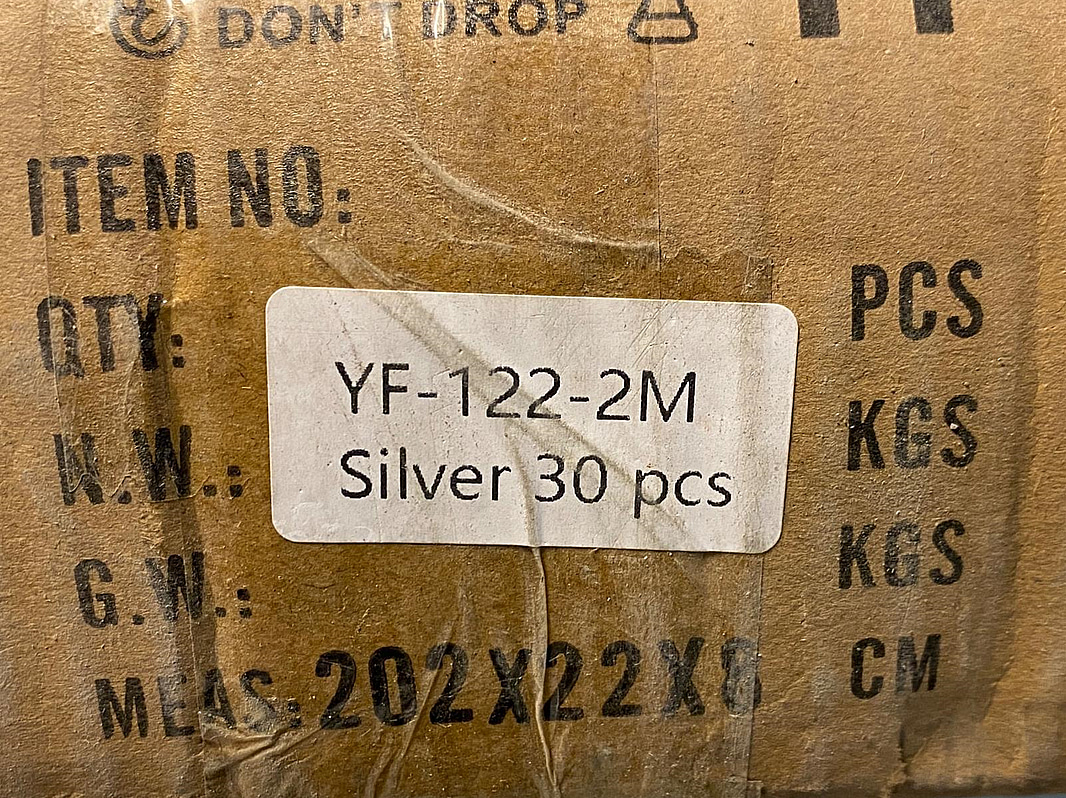 DON'T DROP
ITEM NO:
QTY: PCS
YF-122-2M
Silver 30 pcs
N.W.: KGS
G.W.: KGS
MEAS.: 202X22X8 CM